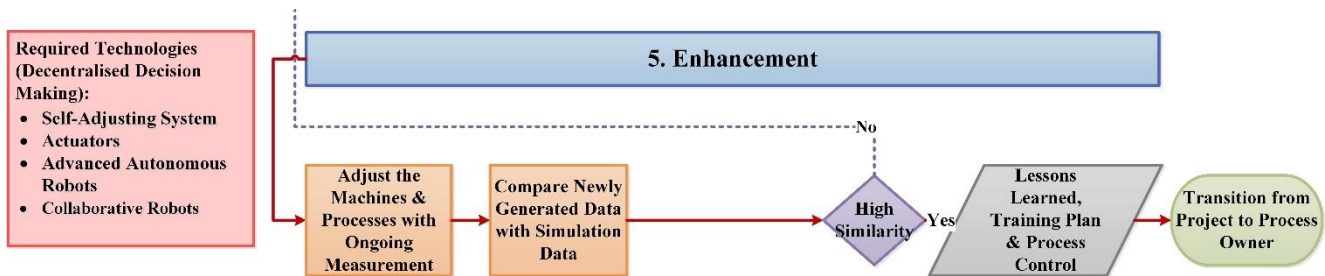 Required Technologies
(Decentralised Decision
Making):
• Self-Adjusting System
• Actuators
• Advanced Autonomous
Robots
• Collaborative Robots
5. Enhancement
Adjust the
Machines &
Processes with
Ongoing
Measurement
Compare Newly
Generated Data
with Simulation
Data
No
High
Similarity
Yes
Lessons
Learned,
Training Plan
& Process
Control
Transition from
Project to Process
Owner